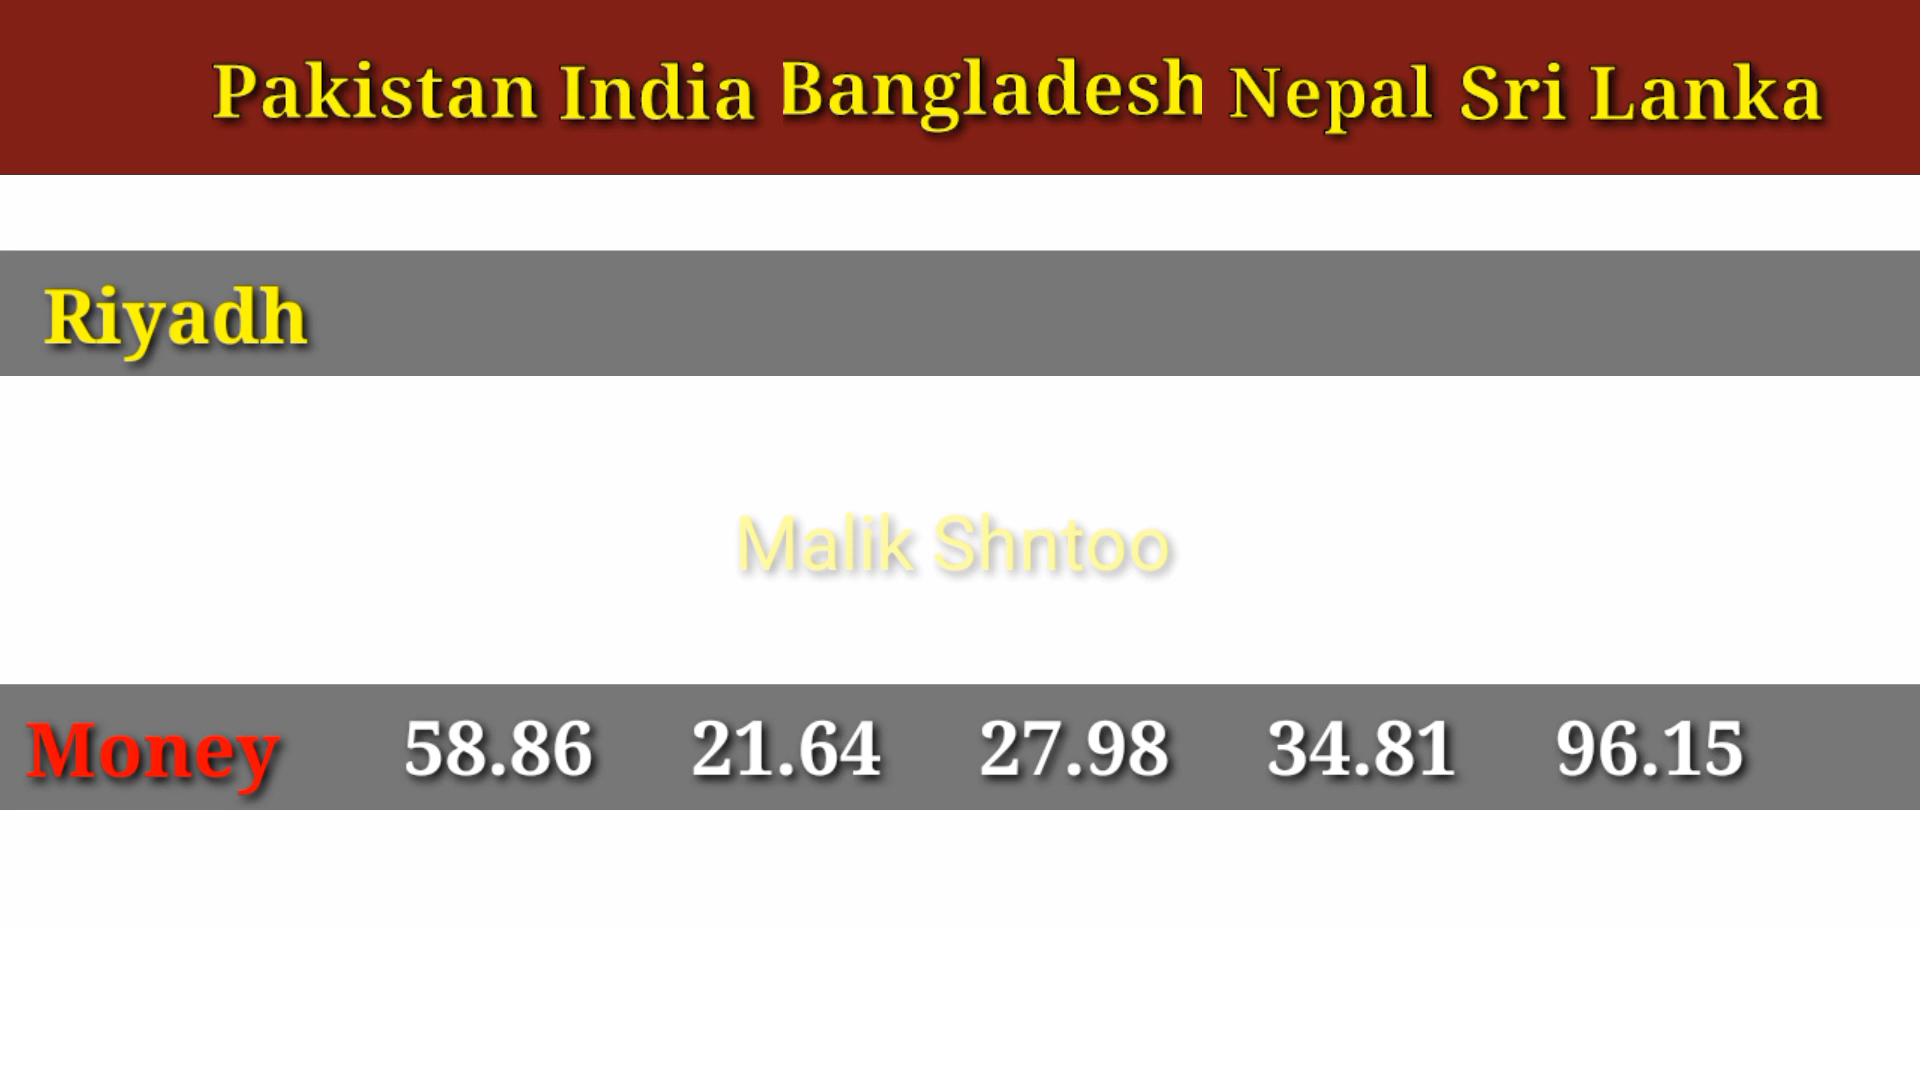 Pakistan India Bangladesh Nepal Sri Lanka
Riyadh
Malik Shntoo
Money 58.86 21.64 27.98 34.81 96.15